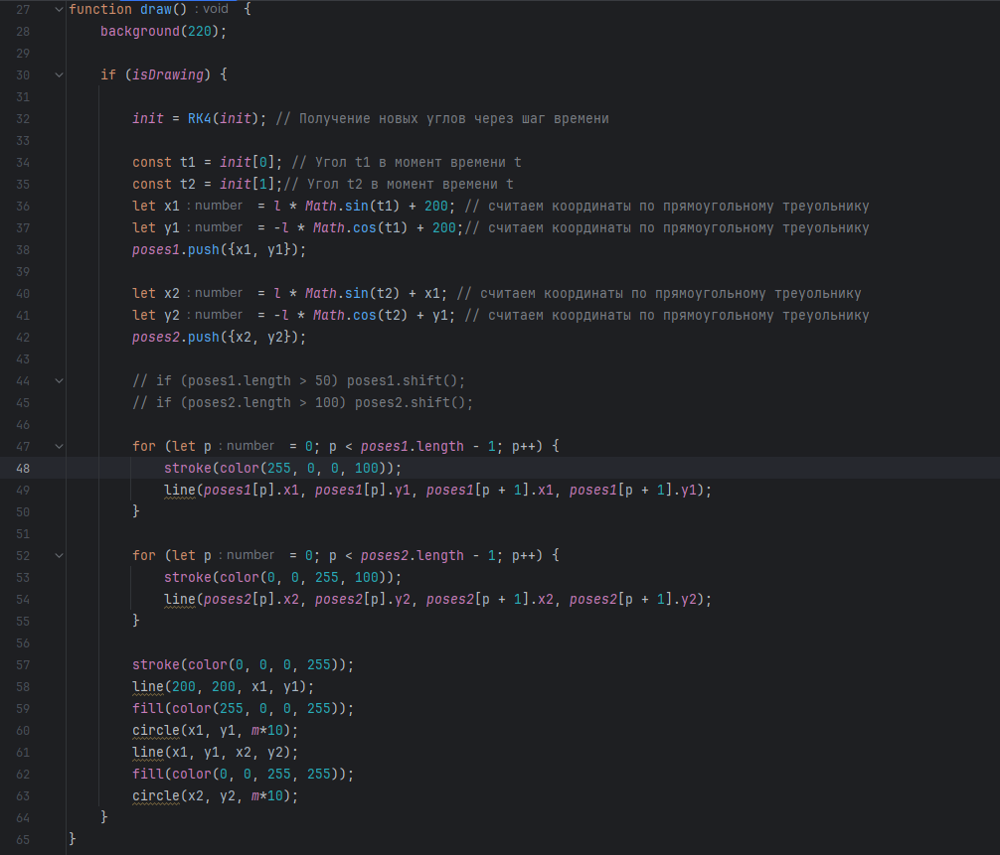 27 function draw() : void {
28 background(220);
29
30 if (isDrawing) {
31
32 init = RK4(init); // Получение новых углов через шаг времени
33
34 const t1 = init[0]; // Угол t1 в момент времени t
35 const t2 = init[1];// Угол t2 в момент времени t
36 let x1 : number = l * Math.sin(t1) + 200; // считаем координаты по прямоугольному треуольнику
37 let y1 : number = -l * Math.cos(t1) + 200;// считаем координаты по прямоугольному треуольнику
38 poses1.push({x1, y1});
39
40 let x2 : number = l * Math.sin(t2) + x1; // считаем координаты по прямоугольному треуольнику
41 let y2 : number = -l * Math.cos(t2) + y1; // считаем координаты по прямоугольному треуольнику
42 poses2.push({x2, y2});
43
44 // if (poses1.length > 50) poses1.shift();
45 // if (poses2.length > 100) poses2.shift();
46
47 for (let p : number = 0; p < poses1.length - 1; p++) {
48 stroke(color(255, 0, 0, 100));
49 line(poses1[p].x1, poses1[p].y1, poses1[p + 1].x1, poses1[p + 1].y1);
50 }
51
52 for (let p : number = 0; p < poses2.length - 1; p++) {
53 stroke(color(0, 0, 255, 100));
54 line(poses2[p].x2, poses2[p].y2, poses2[p + 1].x2, poses2[p + 1].y2);
55 }
56
57 stroke(color(0, 0, 0, 255));
58 line(200, 200, x1, y1);
59 fill(color(255, 0, 0, 255));
60 circle(x1, y1, m*10);
61 line(x1, y1, x2, y2);
62 fill(color(0, 0, 255, 255));
63 circle(x2, y2, m*10);
64 }
65 }